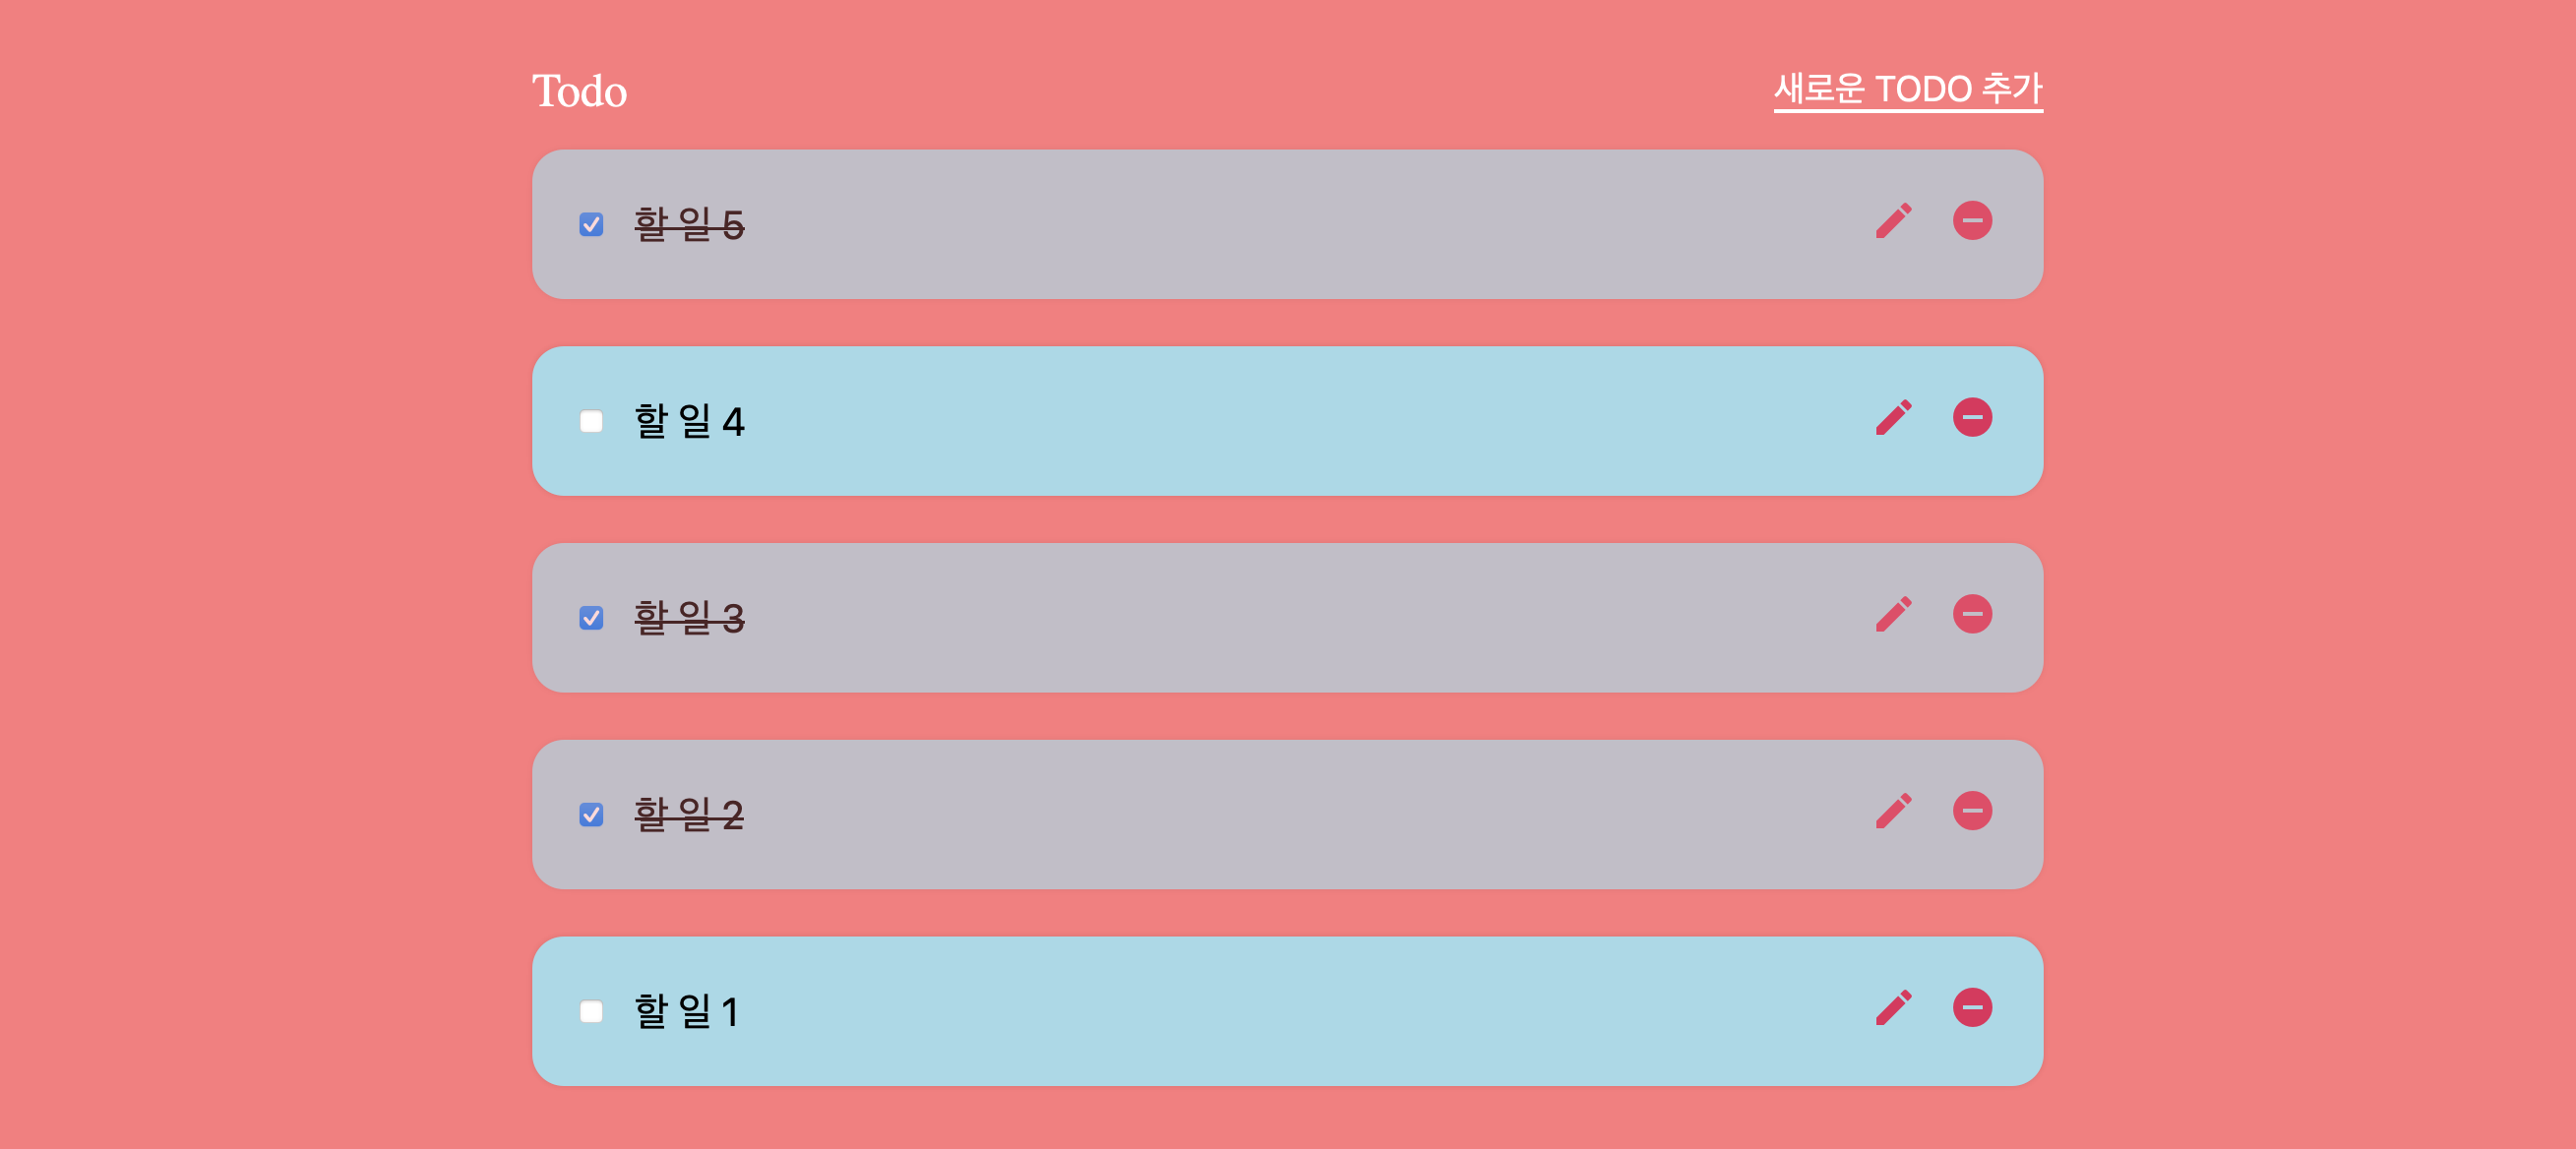 Todo
새로운 TODO 추가
할 일 5
할 일 4
할 일 3
할 일 2
할 일 1